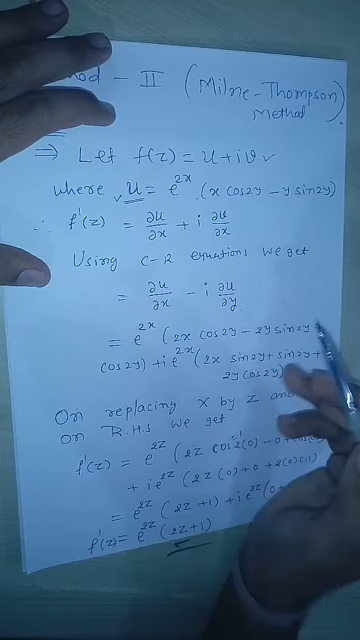 – II (Milne-Thompson
Method)
⇒ Let f(z) = u + iv
where u = e^{2x} . (x cos2y – y sin2y)
∴ f'(z) = ∂u/∂x + i ∂v/∂x
Using C-R equations we get
= ∂u/∂x – i ∂u/∂y
= e^{2x} (2x cos2y – 2y sin2y
cos2y) + i e^{2x} (2x sin2y + sin2y +
2y cos2y)
On replacing x by z and
on R.H.S. we get
f'(z) = e^{2z} (2z cos2(0) – 0 +
+ i e^{2z} (2z(0) + 0 + 2(0)(1))
= e^{2z} (2z+1) + i e^{2z} (0+
f'(z) = e^{2z} (2z+1)